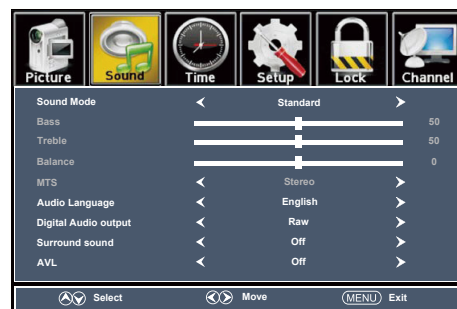 Picture Sound Time Setup Lock Channel
Sound Mode Standard
Bass 50
Treble 50
Balance 0
MTS Stereo
Audio Language English
Digital Audio output Raw
Surround sound Off
AVL Off
Select Move MENU Exit